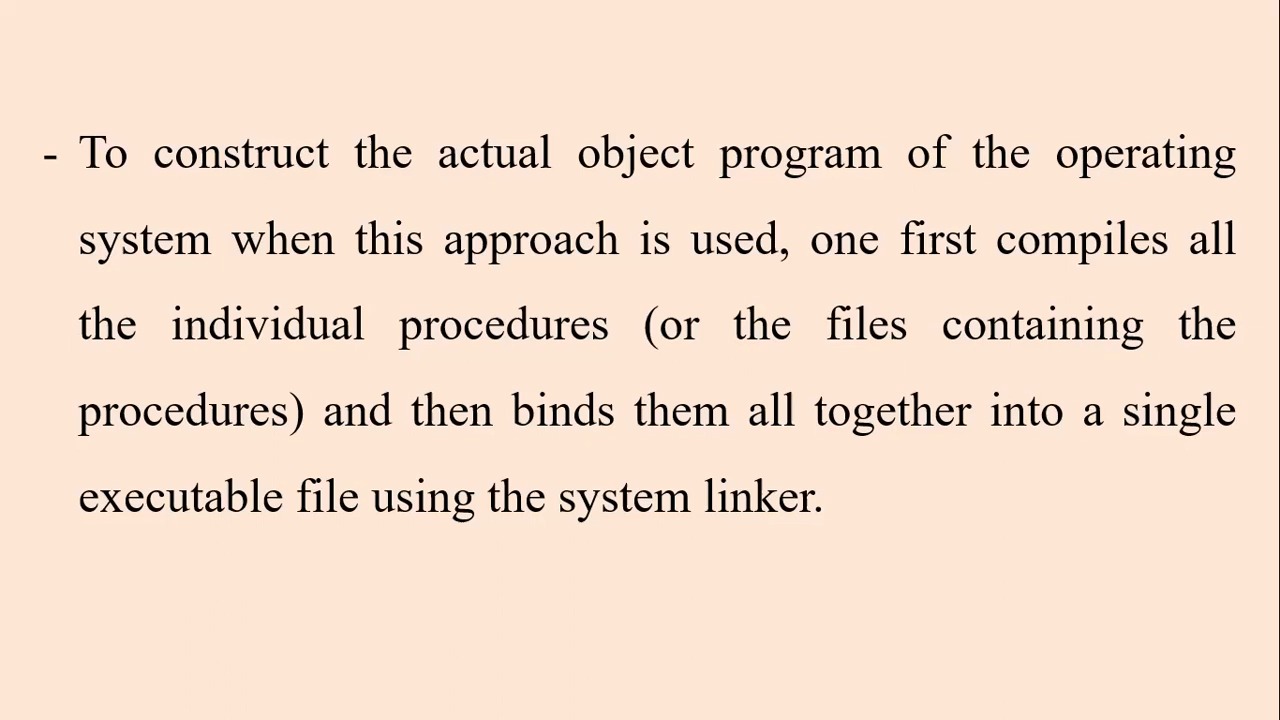 - To construct the actual object program of the operating
system when this approach is used, one first compiles all
the individual procedures (or the files containing the
procedures) and then binds them all together into a single
executable file using the system linker.